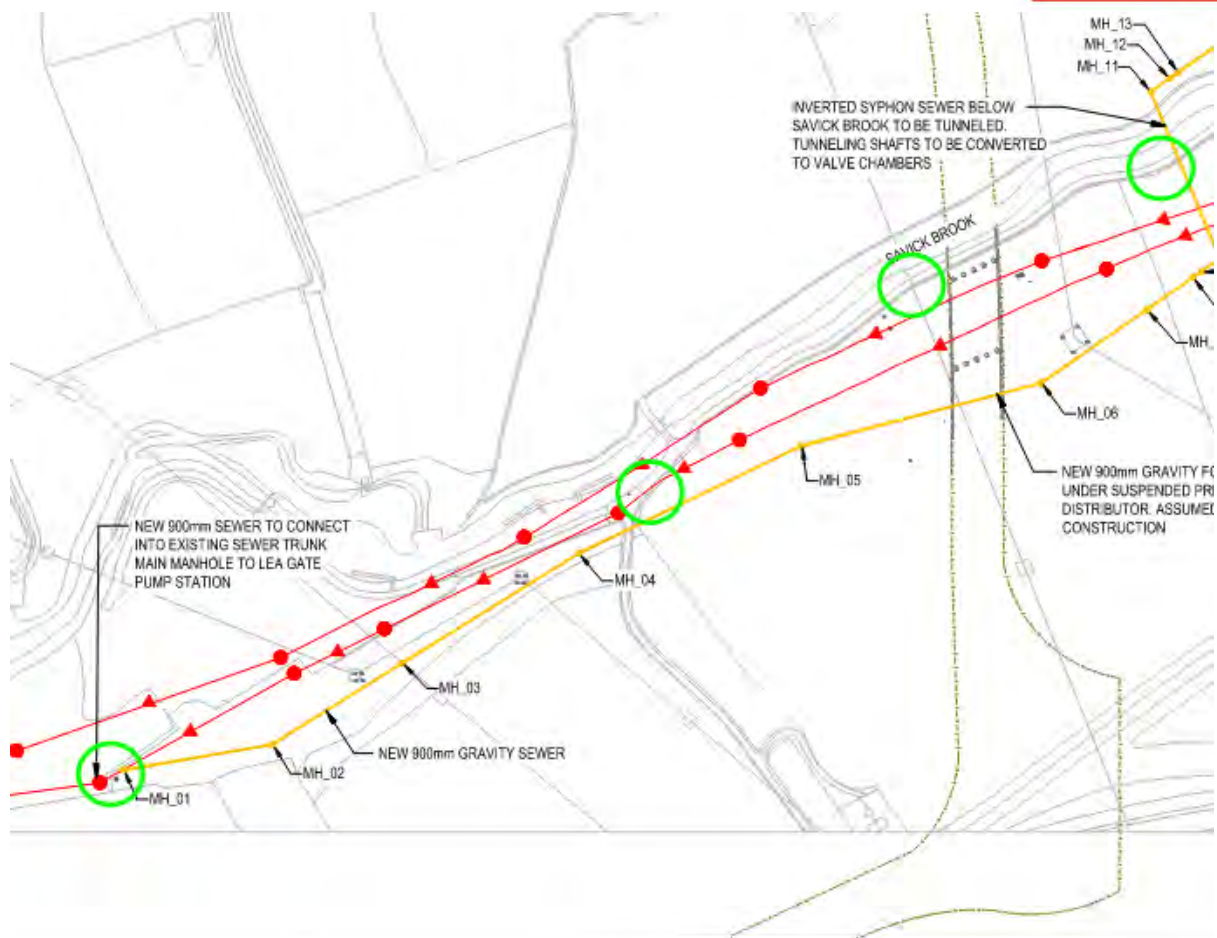 MH_13
MH_12
MH_11
INVERTED SYPHON SEWER BELOW
SAVICK BROOK TO BE TUNNELED.
TUNNELING SHAFTS TO BE CONVERTED
TO VALVE CHAMBERS
SAVICK BROOK
MH_
MH_06
MH_05
NEW 900mm GRAVITY FO
UNDER SUSPENDED PRI
DISTRIBUTOR. ASSUMED
CONSTRUCTION
NEW 900mm SEWER TO CONNECT
INTO EXISTING SEWER TRUNK
MAIN MANHOLE TO LEA GATE
PUMP STATION
MH_04
MH_03
NEW 900mm GRAVITY SEWER
MH_02
MH_01